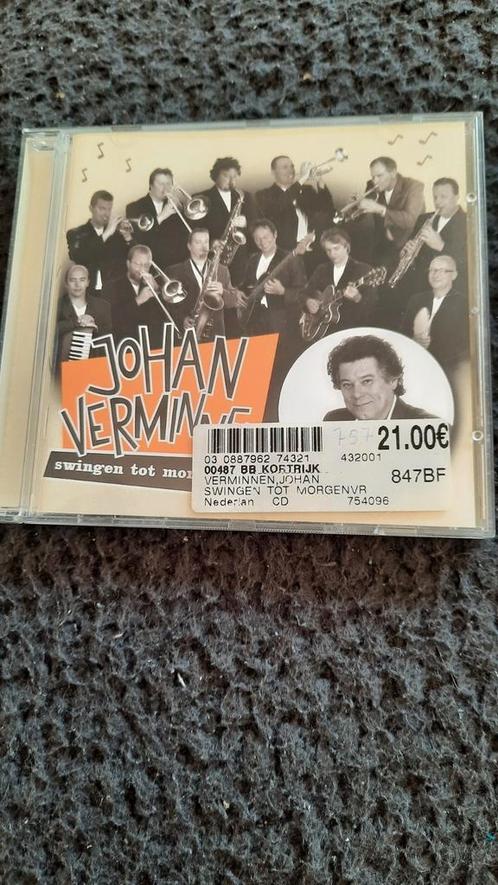 JOHAN
VERMINNE
swingen tot mor
757 21.00€
03 0887962 74321 432001
00487 BB KORTRIJK 847BF
VERMINNEN,JOHAN
SWINGEN TOT MORGENVR
Nederlan CD 754096